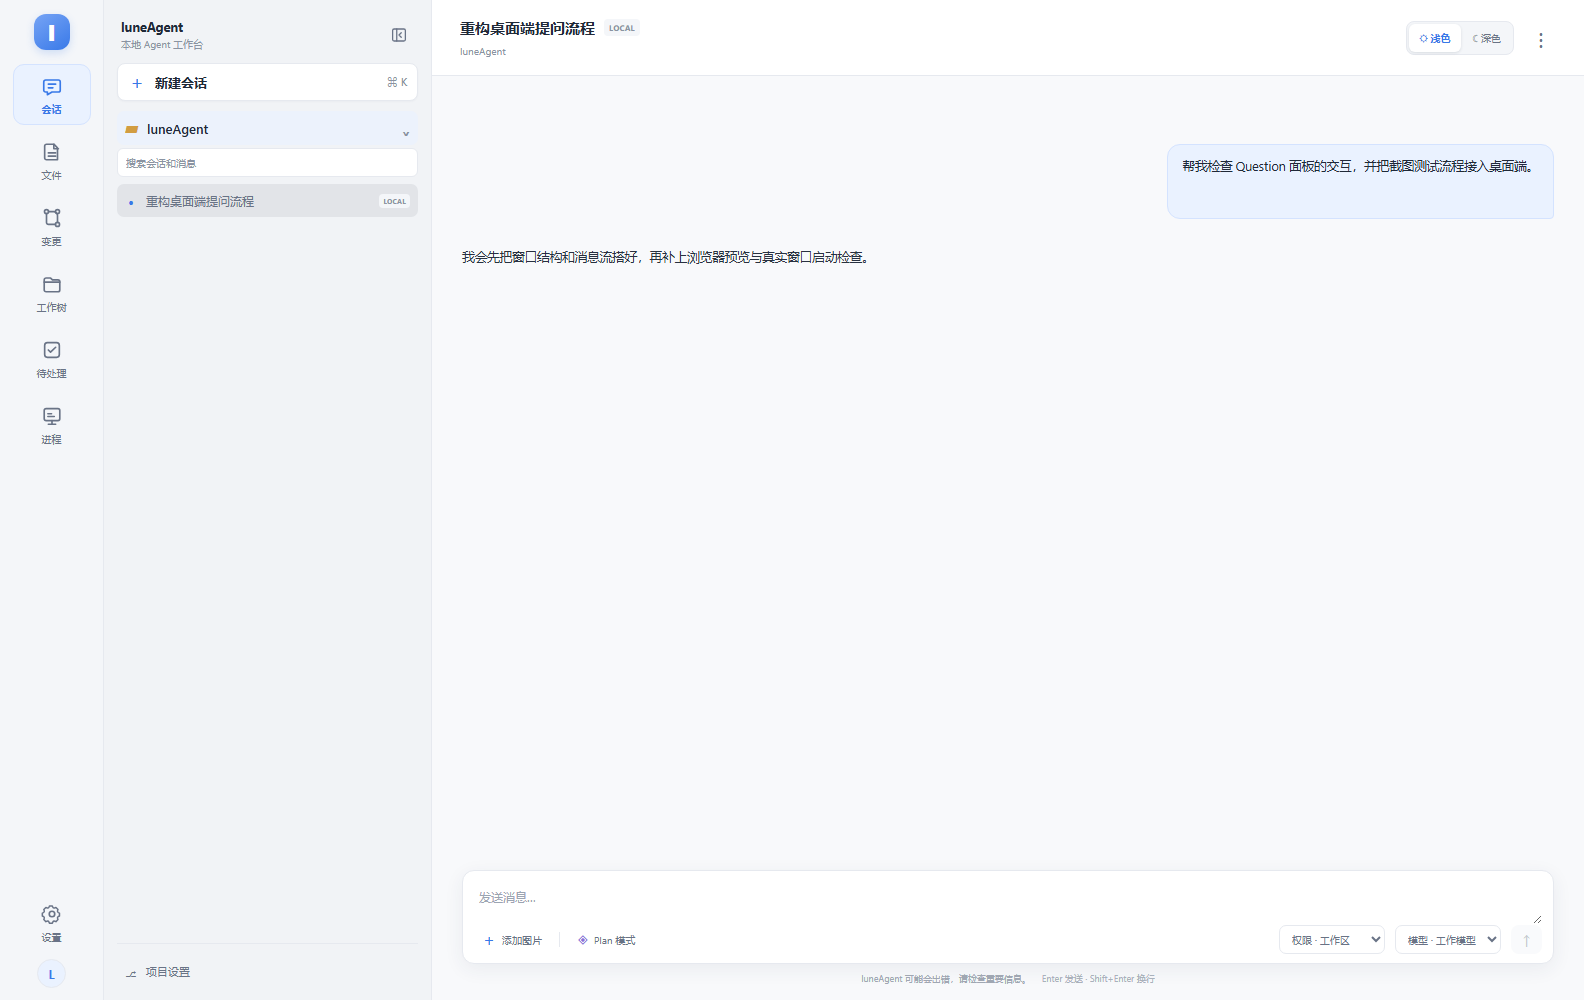 会话
文件
变更
工作树
待处理
进程
设置
L
luneAgent
本地 Agent 工作台
新建会话 ⌘ K
luneAgent
搜索会话和消息
重构桌面端提问流程 LOCAL
项目设置
重构桌面端提问流程 LOCAL
luneAgent
浅色 深色
帮我检查 Question 面板的交互，并把截图测试流程接入桌面端。
我会先把窗口结构和消息流搭好，再补上浏览器预览与真实窗口启动检查。
发送消息...
添加图片 Plan 模式 权限 · 工作区 模型 · 工作模型
luneAgent 可能会出错，请检查重要信息。 Enter 发送 · Shift+Enter 换行